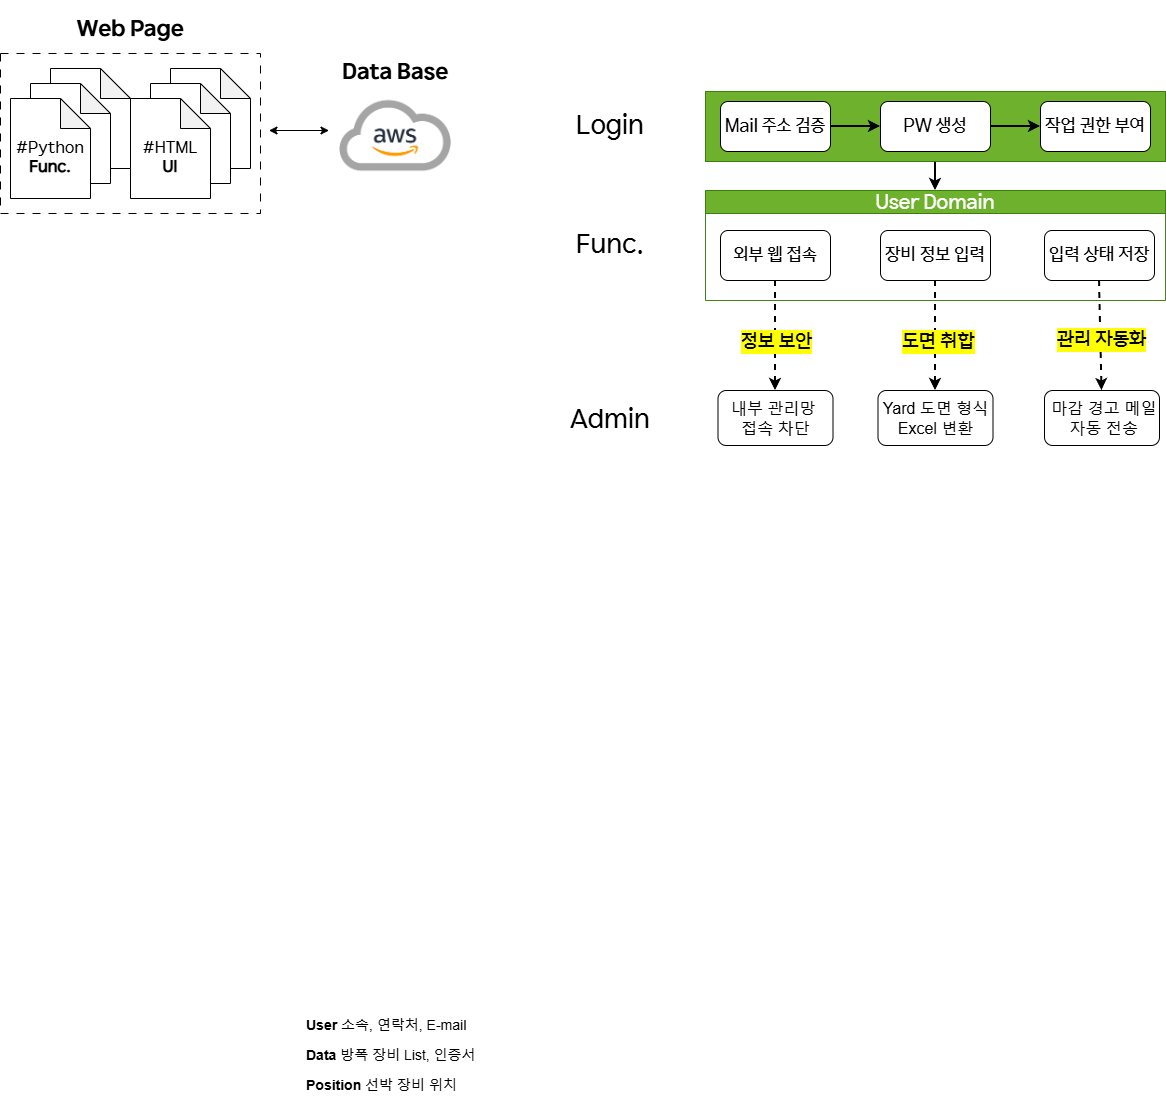 Web Page
#Python
Func.
#HTML
UI
Data Base
aws
Login
Mail 주소 검증
PW 생성
작업 권한 부여
User Domain
Func.
외부 웹 접속
장비 정보 입력
입력 상태 저장
정보 보안
도면 취합
관리 자동화
Admin
내부 관리망
접속 차단
Yard 도면 형식
Excel 변환
마감 경고 메일
자동 전송
User 소속, 연락처, E-mail
Data 방폭 장비 List, 인증서
Position 선박 장비 위치